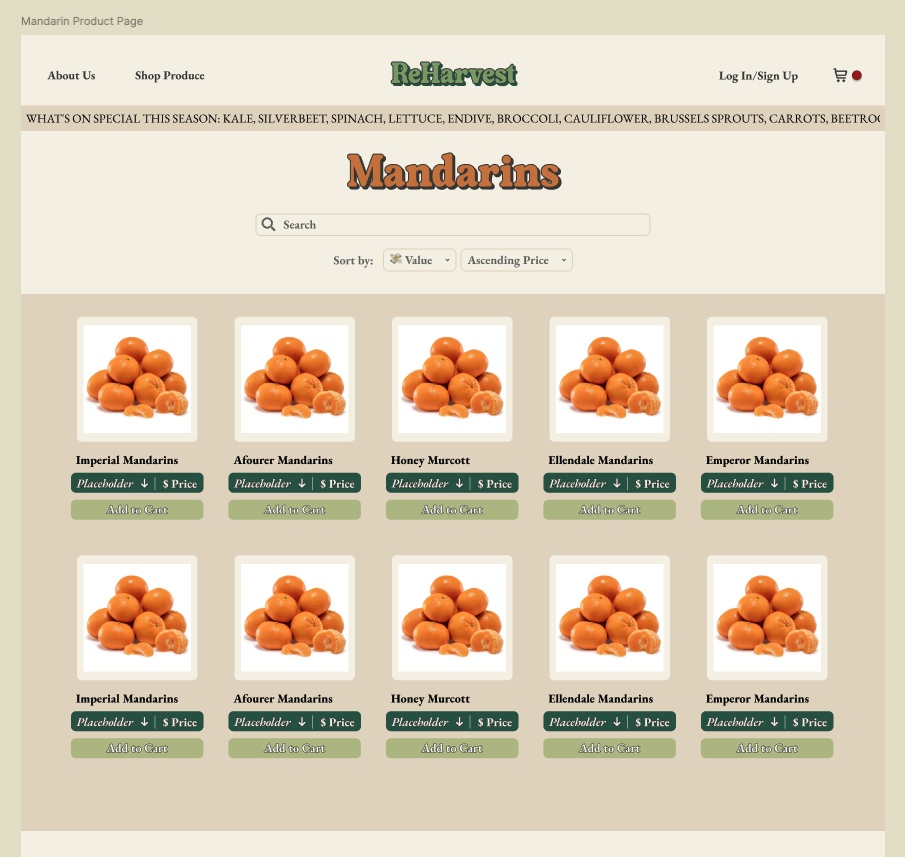 Mandarin Product Page
About Us Shop Produce ReHarvest Log In/Sign Up
WHAT'S ON SPECIAL THIS SEASON: KALE, SILVERBEET, SPINACH, LETTUCE, ENDIVE, BROCCOLI, CAULIFLOWER, BRUSSELS SPROUTS, CARROTS, BEETROO
Mandarins
Search
Sort by: Value Ascending Price
Imperial Mandarins Afourer Mandarins Honey Murcott Ellendale Mandarins Emperor Mandarins
Placeholder ↓ | $ Price Placeholder ↓ | $ Price Placeholder ↓ | $ Price Placeholder ↓ | $ Price Placeholder ↓ | $ Price
Add to Cart Add to Cart Add to Cart Add to Cart Add to Cart
Imperial Mandarins Afourer Mandarins Honey Murcott Ellendale Mandarins Emperor Mandarins
Placeholder ↓ | $ Price Placeholder ↓ | $ Price Placeholder ↓ | $ Price Placeholder ↓ | $ Price Placeholder ↓ | $ Price
Add to Cart Add to Cart Add to Cart Add to Cart Add to Cart